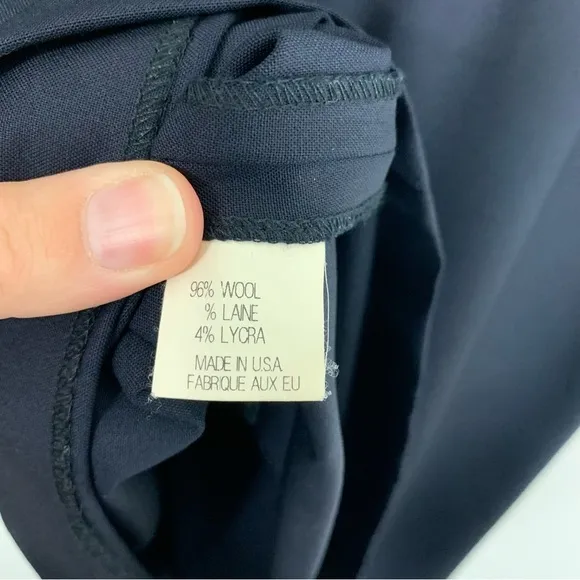 96% WOOL
% LAINE
4% LYCRA
MADE IN U.S.A.
FABRIQUE AUX EU